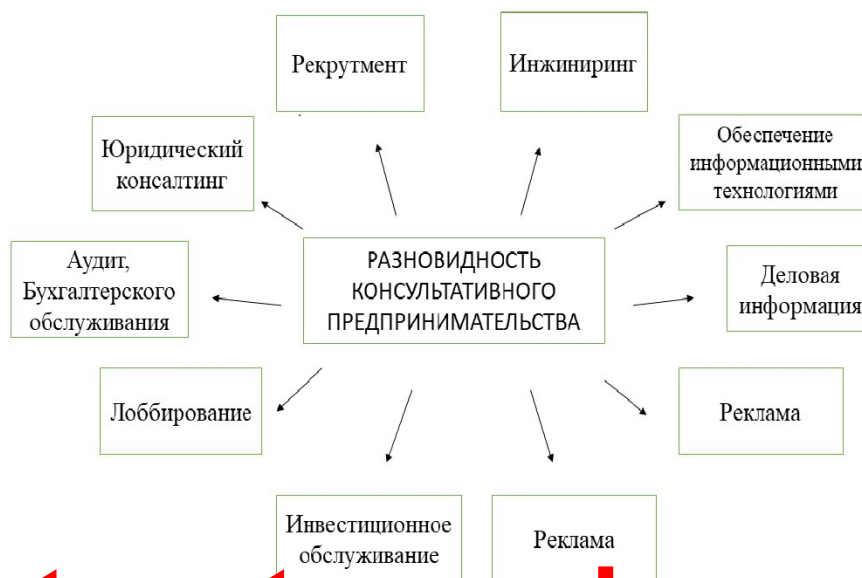 Рекрутмент
Инжиниринг
Юридический
консалтинг
Обеспечение
информационными
технологиями
Аудит,
Бухгалтерского
обслуживания
РАЗНОВИДНОСТЬ
КОНСУЛЬТАТИВНОГО
ПРЕДПРИНИМАТЕЛЬСТВА
Деловая
информация
Лоббирование
Реклама
Инвестиционное
обслуживание
Реклама